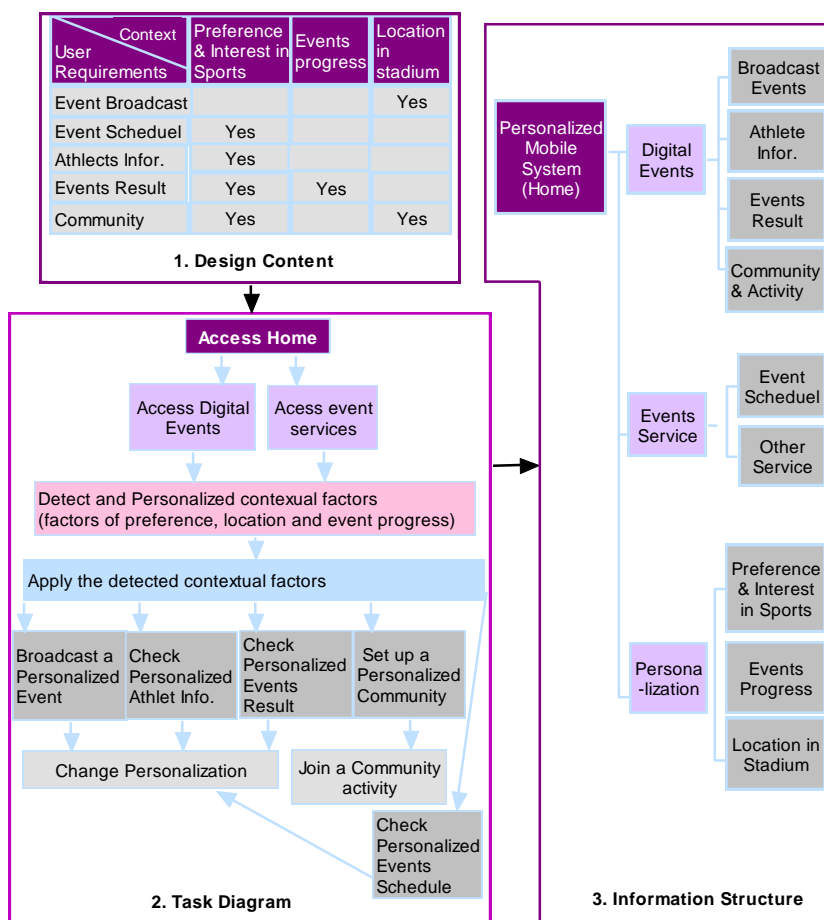 Context
User
Requirements
Preference
& Interest in
Sports
Events
progress
Location
in
stadium
Event Broadcast
Yes
Event Scheduel
Yes
Athlects Infor.
Yes
Events Result
Yes
Yes
Community
Yes
Yes
1. Design Content
Access Home
Access Digital
Events
Acess event
services
Detect and Personalized contexual factors
(factors of preference, location and event progress)
Apply the detected contextual factors
Broadcast a
Personalized
Event
Check
Personalized
Athlet Info.
Check
Personalized
Events
Result
Set up a
Personalized
Community
Change Personalization
Join a Community
activity
Check
Personalized
Events
Schedule
2. Task Diagram
Personalized
Mobile
System
(Home)
Digital
Events
Broadcast
Events
Athlete
Infor.
Events
Result
Community
& Activity
Events
Service
Event
Scheduel
Other
Service
Persona
-lization
Preference
& Interest
in Sports
Events
Progress
Location in
Stadium
3. Information Structure